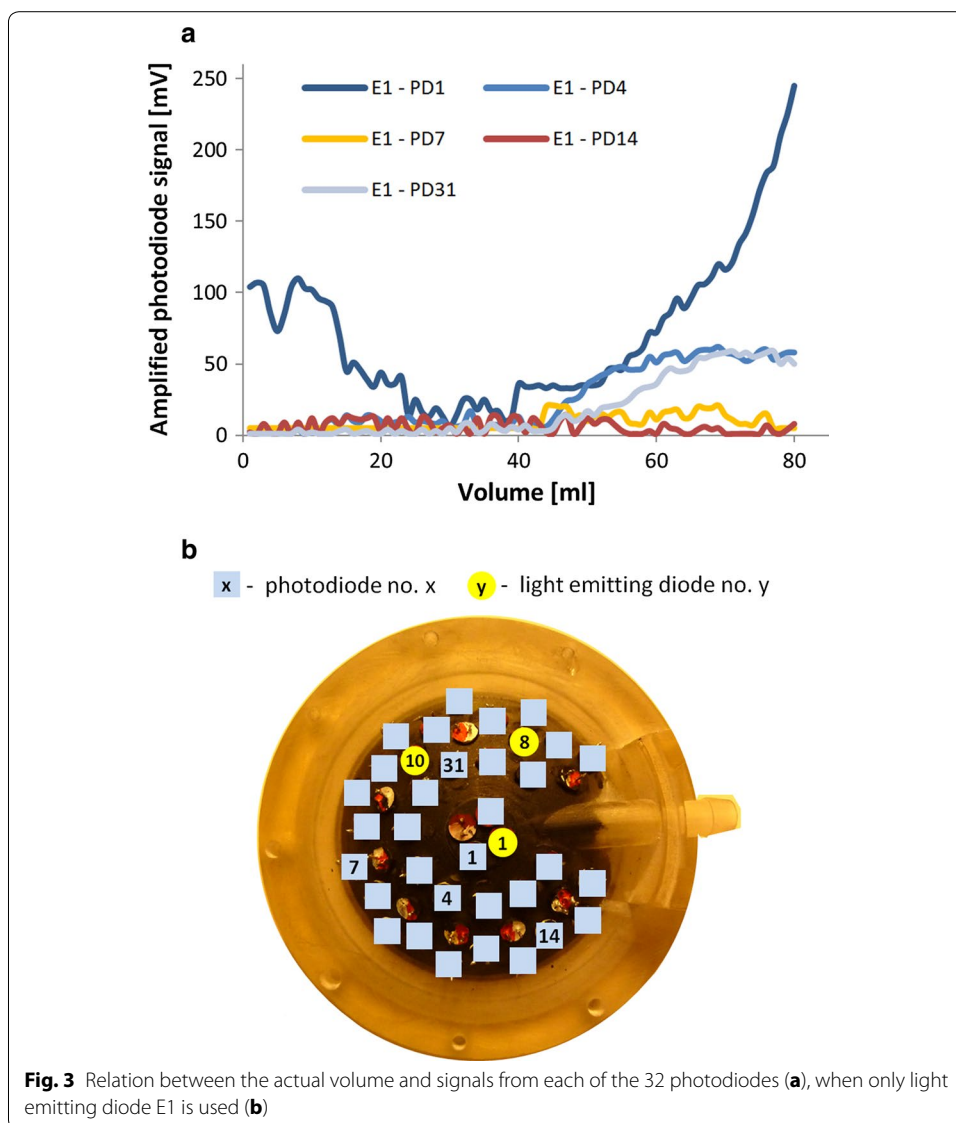 a
Amplified photodiode signal [mV]
250
200
150
100
50
0
E1 - PD1
E1 - PD4
E1 - PD7
E1 - PD14
E1 - PD31
0 20 40 60 80
Volume [ml]
b
x - photodiode no. x y - light emitting diode no. y
8
10
31
1
1
7
4
14
Fig. 3 Relation between the actual volume and signals from each of the 32 photodiodes (a), when only light
emitting diode E1 is used (b)